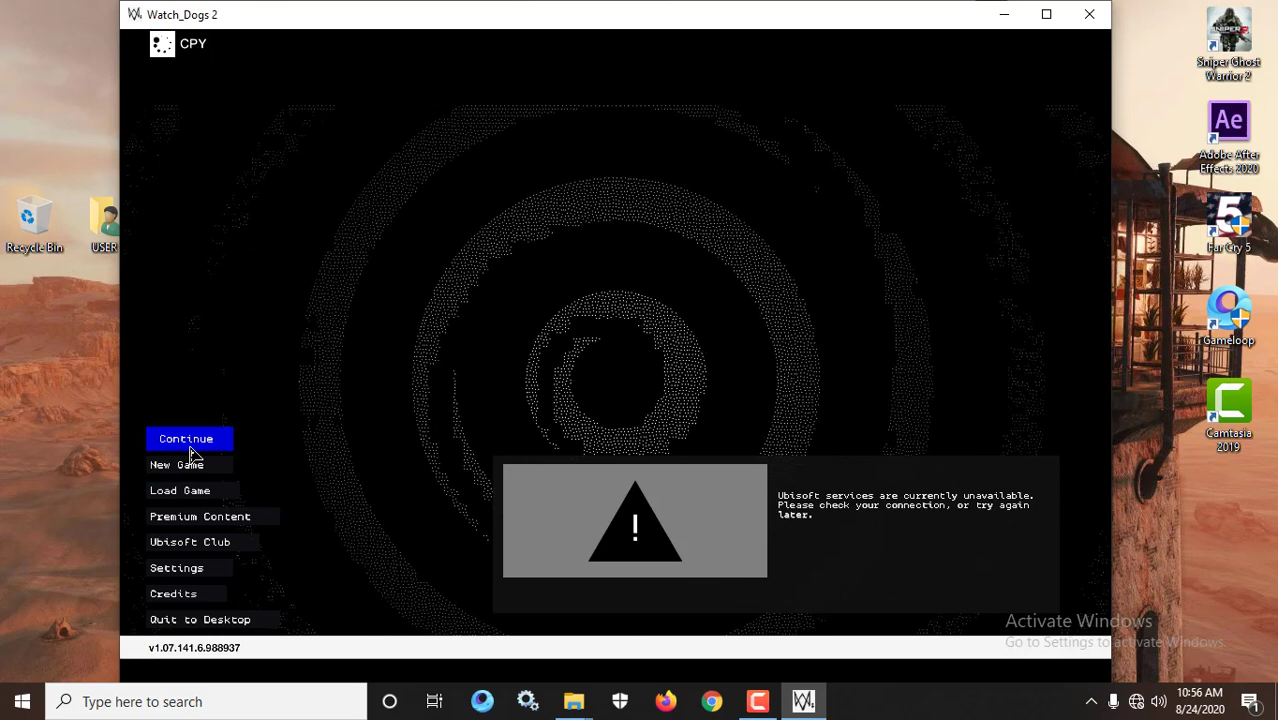 Watch_Dogs 2
CPY
Sniper Ghost
Warrior 2
Adobe After
Effects 2020
Recycle Bin
USER
Far Cry 5
Gameloop
Camtasia
2019
Continue
New Game
Load Game
Premium Content
Ubisoft Club
Settings
Credits
Quit to Desktop
Ubisoft services are currently unavailable.
Please check your connection, or try again
later.
Activate Windows
Go to Settings to activate Windows.
v1.07.141.6.988937
Type here to search
10:56 AM
8/24/2020